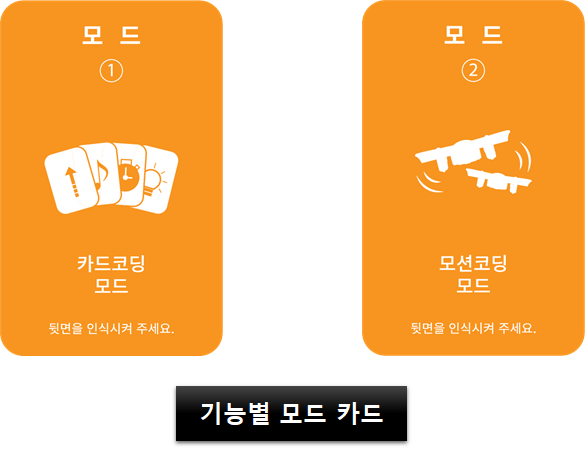 모 드
①
카드코딩
모드
뒷면을 인식시켜 주세요.
모 드
②
모션코딩
모드
뒷면을 인식시켜 주세요.
기능별 모드 카드